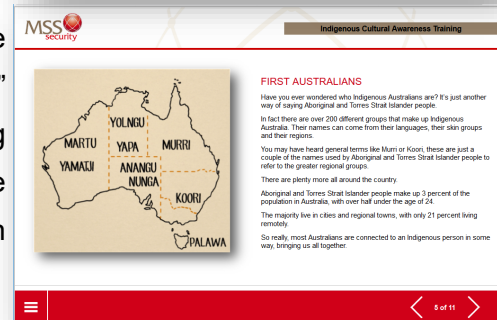 MSS
security
Indigenous Cultural Awareness Training
YOLNGU
MARTU
YAPA
MURRI
YAMATJI
ANANGU
NUNGA
KOORI
PALAWA
FIRST AUSTRALIANS
Have you ever wondered who Indigenous Australians are? It's just another
way of saying Aboriginal and Torres Strait Islander people.
In fact there are over 200 different groups that make up Indigenous
Australia. Their names can come from their languages, their skin groups
and their regions.
You may have heard general terms like Murri or Koori, these are just a
couple of the names used by Aboriginal and Torres Strait Islander people to
refer to the greater regional groups.
There are plenty more all around the country.
Aboriginal and Torres Strait Islander people make up 3 percent of the
population in Australia, with over half under the age of 24.
The majority live in cities and regional towns, with only 21 percent living
remotely.
So really, most Australians are connected to an Indigenous person in some
way, bringing us all together.
5 of 11